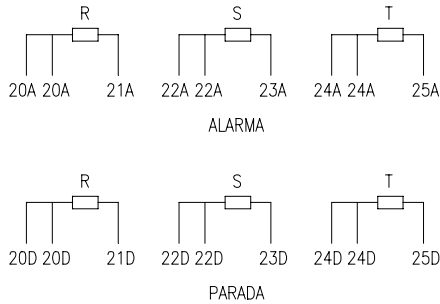 R S T
20A 20A 21A 22A 22A 23A 24A 24A 25A
ALARMA
R S T
20D 20D 21D 22D 22D 23D 24D 24D 25D
PARADA